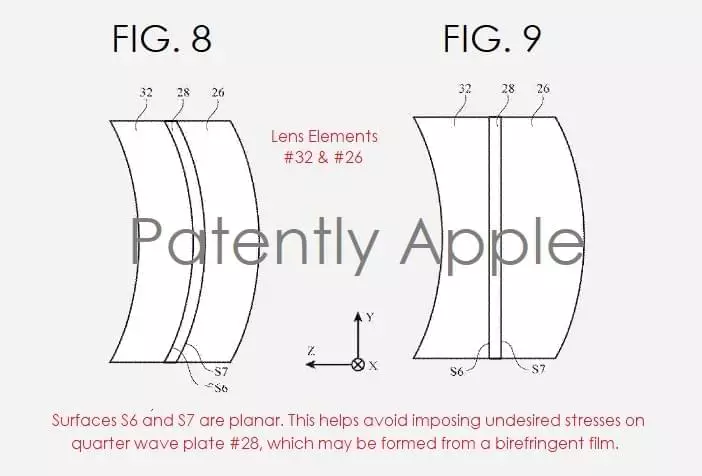 FIG. 8
FIG. 9
32 28 26
32 28 26
Lens Elements
#32 & #26
Patently Apple
Y
Z
X
S7
S6
S6 S7
Surfaces S6 and S7 are planar. This helps avoid imposing undesired stresses on
quarter wave plate #28, which may be formed from a birefringent film.